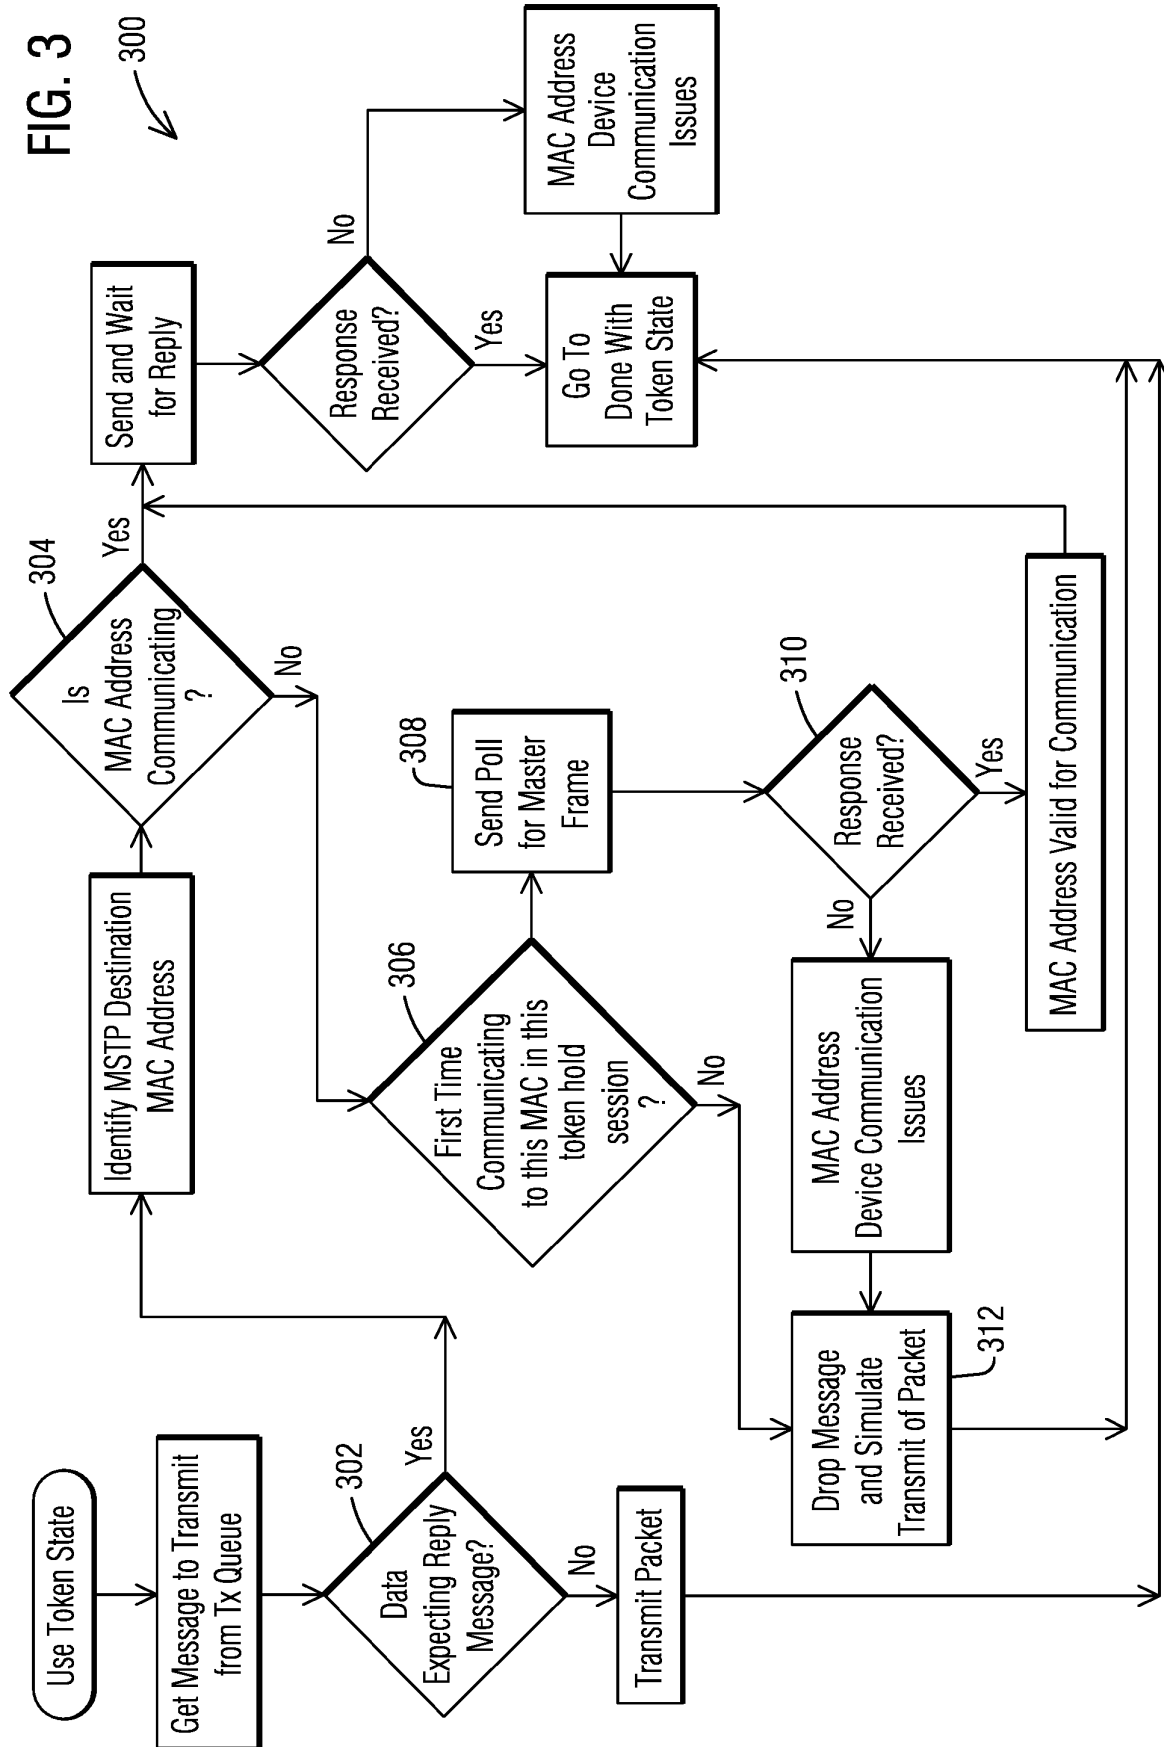 FIG. 3
300
Use Token State
Get Message to Transmit
from Tx Queue
302
Data
Expecting Reply
Message?
Yes
No
Transmit Packet
Identify MSTP Destination
MAC Address
304
Is
MAC Address
Communicating
?
Yes
No
306
First Time
Communicating
to this MAC in this
token hold
session
?
No
308
Send Poll
for Master
Frame
310
Response
Received?
No
Yes
MAC Address
Device Communication
Issues
Drop Message
and Simulate
Transmit of Packet
312
MAC Address Valid for Communication
Send and Wait
for Reply
Response
Received?
No
Yes
Go To
Done With
Token State
MAC Address
Device
Communication
Issues